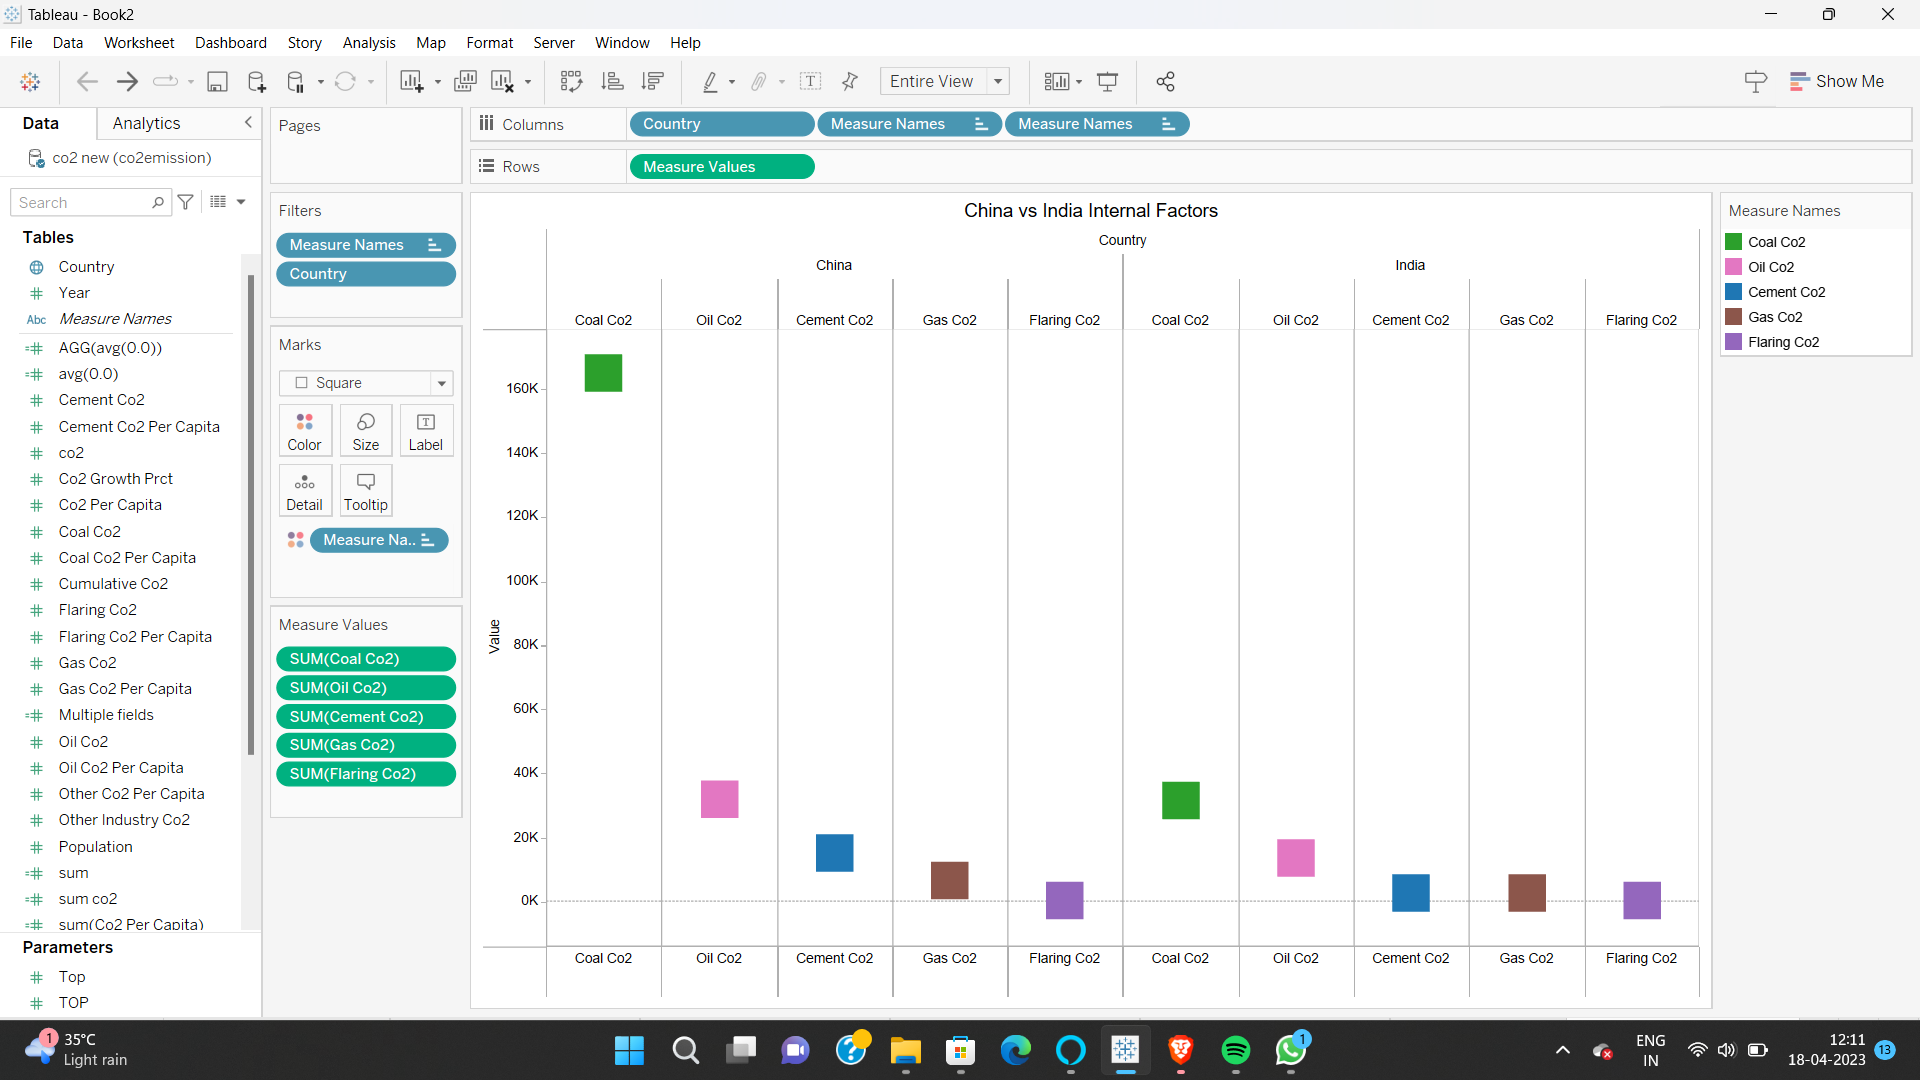 Tableau - Book2
File Data Worksheet Dashboard Story Analysis Map Format Server Window Help
Entire View
Show Me
Data Analytics
co2 new (co2emission)
Search
Tables
Country
Year
Abc Measure Names
AGG(avg(0.0))
avg(0.0)
Cement Co2
Cement Co2 Per Capita
co2
Co2 Growth Prct
Co2 Per Capita
Coal Co2
Coal Co2 Per Capita
Cumulative Co2
Flaring Co2
Flaring Co2 Per Capita
Gas Co2
Gas Co2 Per Capita
Multiple fields
Oil Co2
Oil Co2 Per Capita
Other Co2 Per Capita
Other Industry Co2
Population
sum
sum co2
sum(Co2 Per Capita)
Parameters
Top
TOP
Pages
Filters
Measure Names
Country
Marks
Square
Color Size Label
Detail Tooltip
Measure Na..
Measure Values
SUM(Coal Co2)
SUM(Oil Co2)
SUM(Cement Co2)
SUM(Gas Co2)
SUM(Flaring Co2)
Columns Country Measure Names Measure Names
Rows Measure Values
China vs India Internal Factors
Country
China India
Coal Co2 Oil Co2 Cement Co2 Gas Co2 Flaring Co2 Coal Co2 Oil Co2 Cement Co2 Gas Co2 Flaring Co2
Value
160K
140K
120K
100K
80K
60K
40K
20K
0K
Coal Co2 Oil Co2 Cement Co2 Gas Co2 Flaring Co2 Coal Co2 Oil Co2 Cement Co2 Gas Co2 Flaring Co2
Measure Names
Coal Co2
Oil Co2
Cement Co2
Gas Co2
Flaring Co2
1
35°C
Light rain
1
ENG
IN
12:11
18-04-2023
13